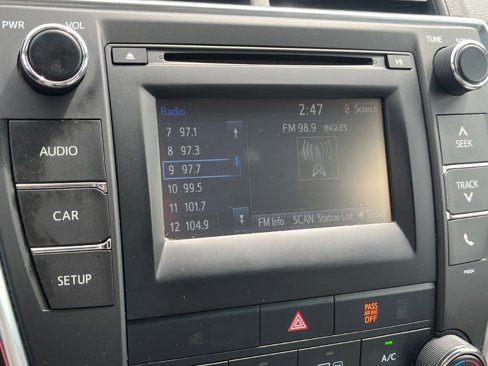 PWR VOL
TUNE
Radio 2:47 Source
7 97.1
8 97.3
9 97.7
10 99.5
11 101.7
12 104.9
FM 98.9 INGLES
FM Info SCAN Station List Sound
AUDIO
CAR
SETUP
SEEK
TRACK
PASS
AIR BAG
OFF
A/C